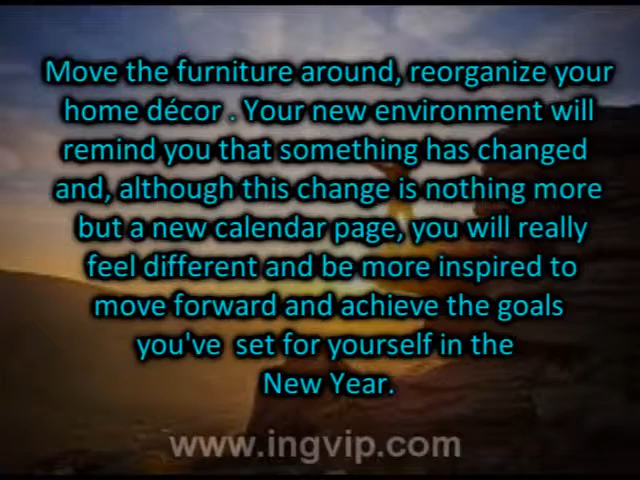 Move the furniture around, reorganize your
home décor . Your new environment will
remind you that something has changed
and, although this change is nothing more
but a new calendar page, you will really
feel different and be more inspired to
move forward and achieve the goals
you've  set for yourself in the
New Year.
www.ingvip.com